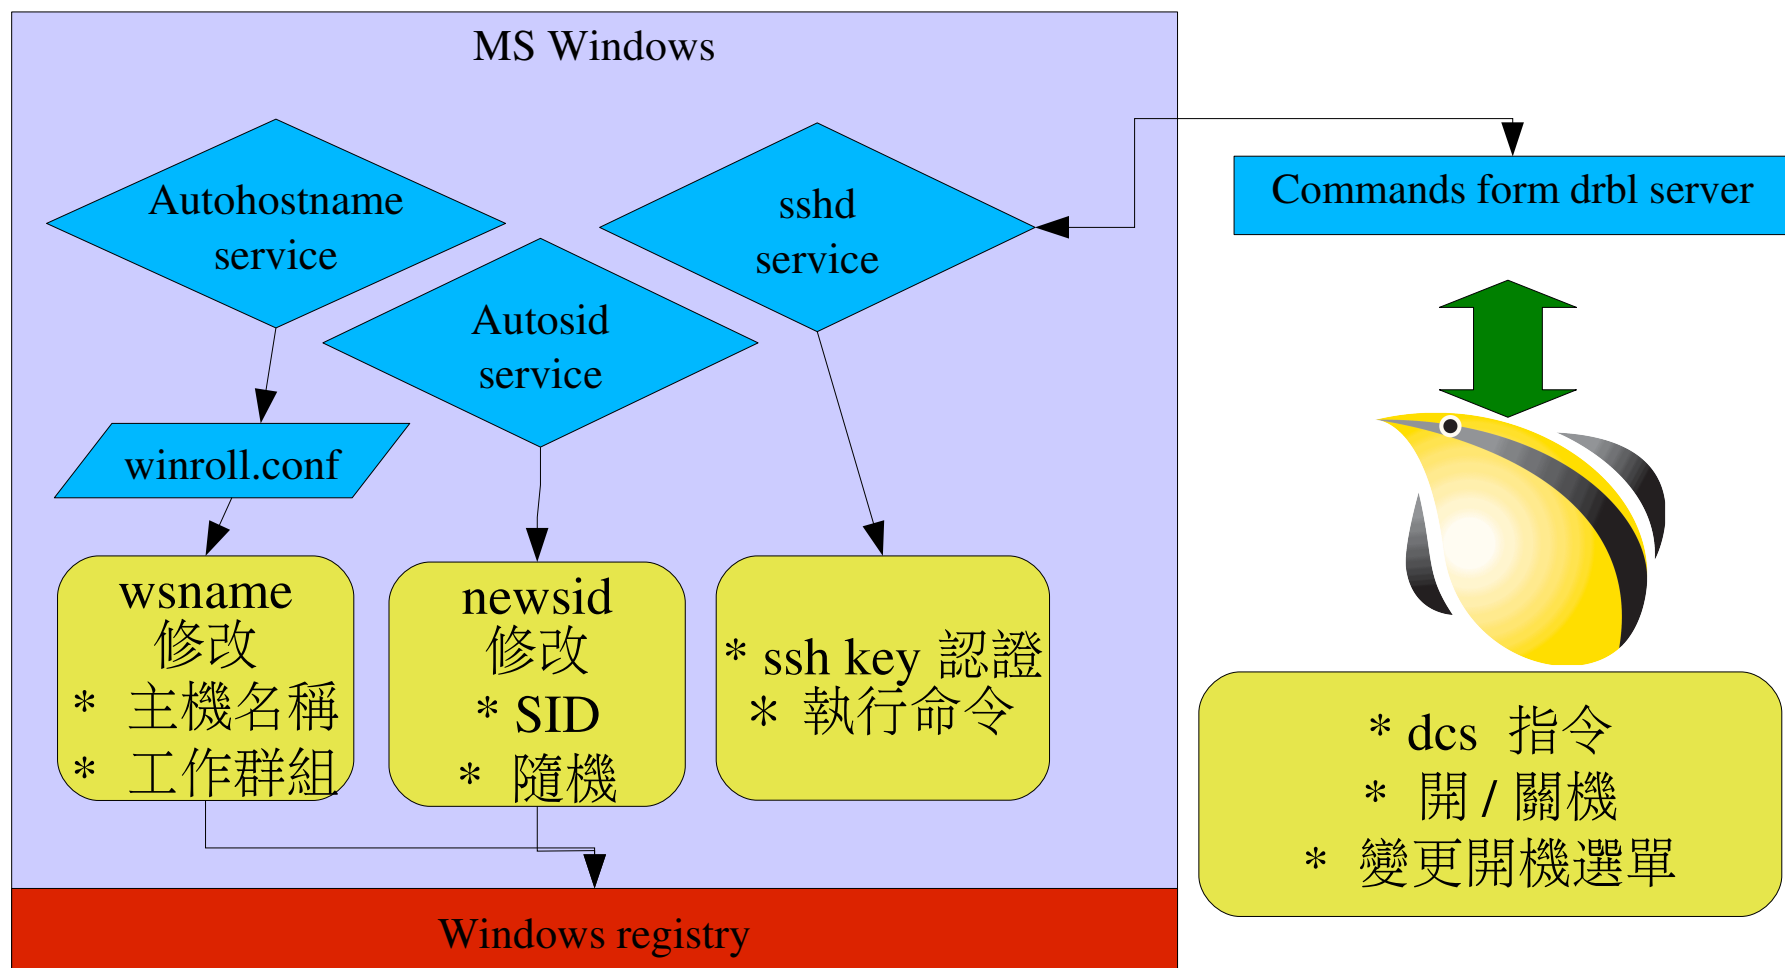 MS Windows
Autohostname
service
sshd
service
Commands form drbl server
Autosid
service
winroll.conf
wsname
修改
* 主機名稱
* 工作群組
newsid
修改
* SID
* 隨機
* ssh key 認證
* 執行命令
* dcs 指令
* 開 / 關機
* 變更開機選單
Windows registry